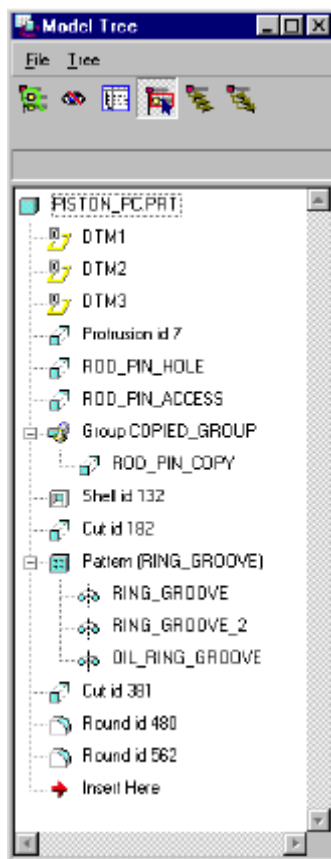 Model Tree
File Tree
PISTON_PC.PRT
DTM1
DTM2
DTM3
Protrusion id 7
ROD_PIN_HOLE
ROD_PIN_ACCESS
Group COPIED_GROUP
ROD_PIN_COPY
Shell id 132
Cut id 182
Pattern (RING_GROOVE)
RING_GROOVE
RING_GROOVE_2
OIL_RING_GROOVE
Cut id 381
Round id 480
Round id 562
Insert Here